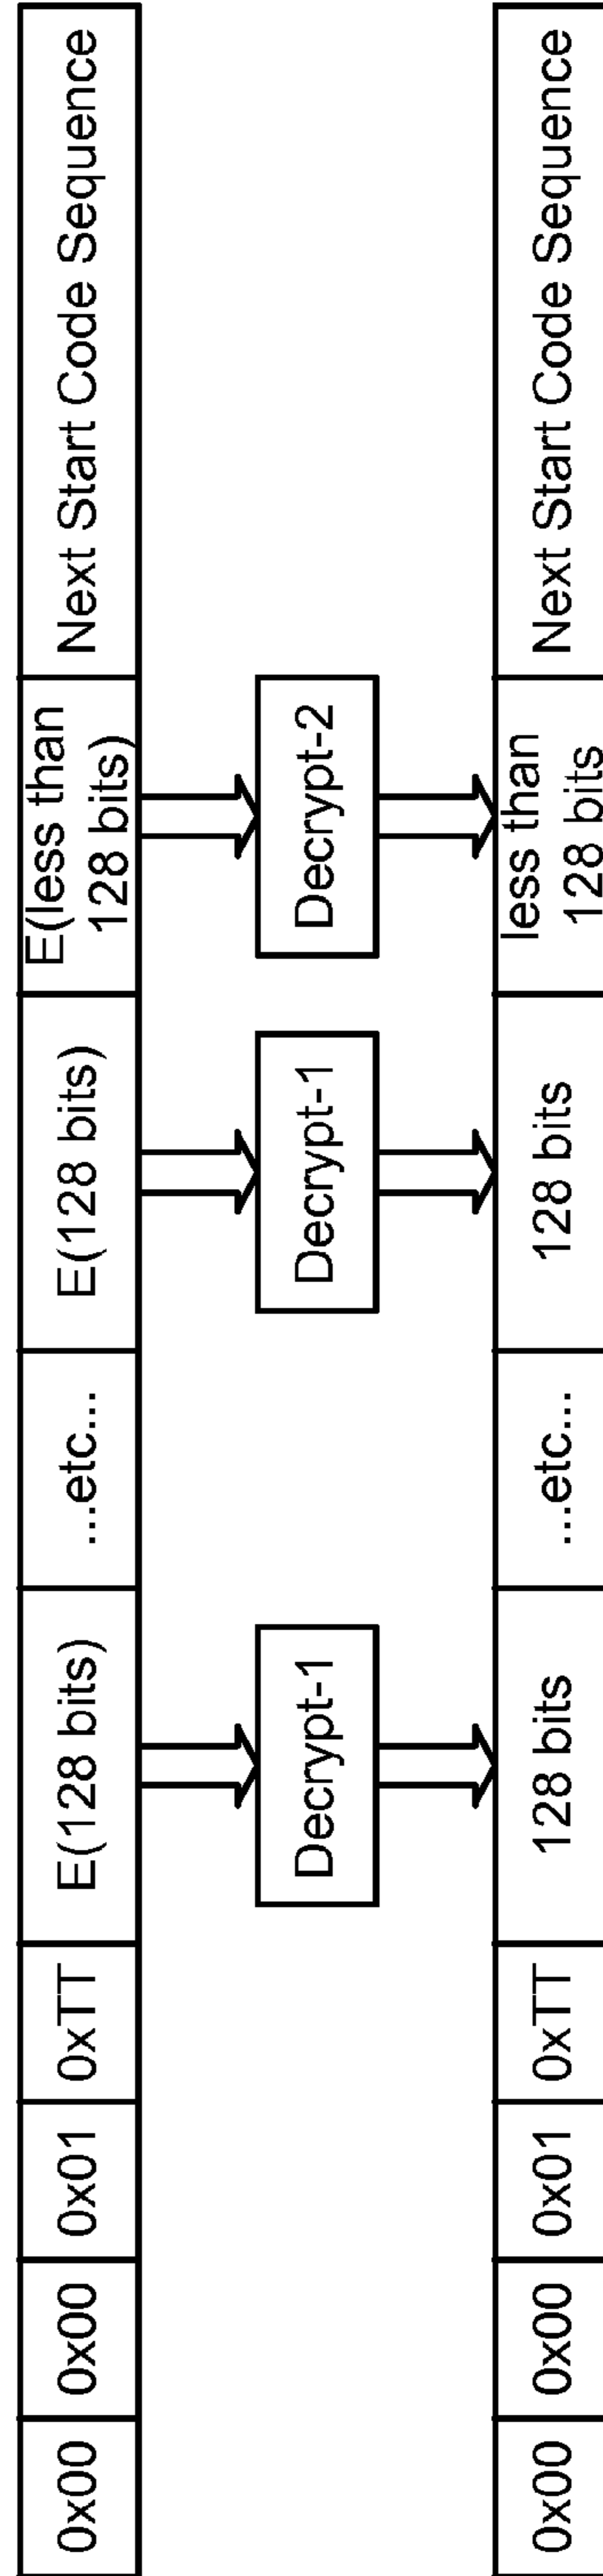 0x00
0x00
0x01
0xTT
E(128 bits)
...etc...
E(128 bits)
E(less than
128 bits)
Next Start Code Sequence
Decrypt-1
Decrypt-1
Decrypt-2
0x00
0x00
0x01
0xTT
128 bits
...etc...
128 bits
less than
128 bits
Next Start Code Sequence